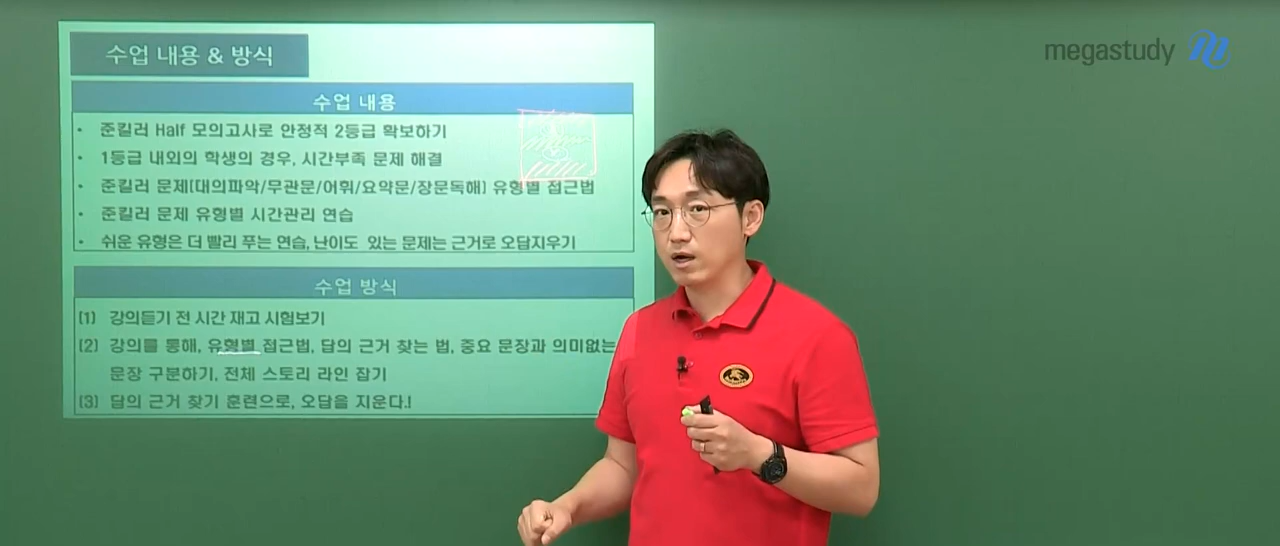 megastudy
수업 내용 & 방식
수업 내용
• 준킬러 Half 모의고사로 안정적 2등급 확보하기
• 1등급 내외의 학생의 경우, 시간부족 문제 해결
• 준킬러 문제(대의파악/무관문/어휘/요약문/장문독해) 유형별 접근법
• 준킬러 문제 유형별 시간관리 연습
• 쉬운 유형은 더 빨리 푸는 연습, 난이도 있는 문제는 근거로 오답지우기
수업 방식
(1) 강의듣기 전 시간 재고 시험보기
(2) 강의를 통해, 유형별 접근법, 답의 근거 찾는 법, 중요 문장과 의미없는
문장 구분하기, 전체 스토리 라인 잡기
(3) 답의 근거 찾기 훈련으로, 오답을 지운다.!